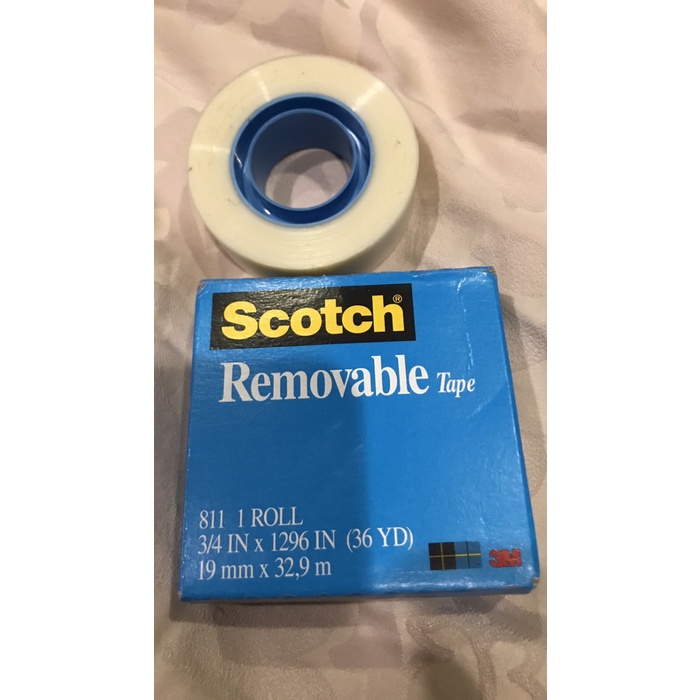 Scotch®
Removable Tape
811 1 ROLL
3/4 IN x 1296 IN (36 YD)
19 mm x 32,9 m
3M